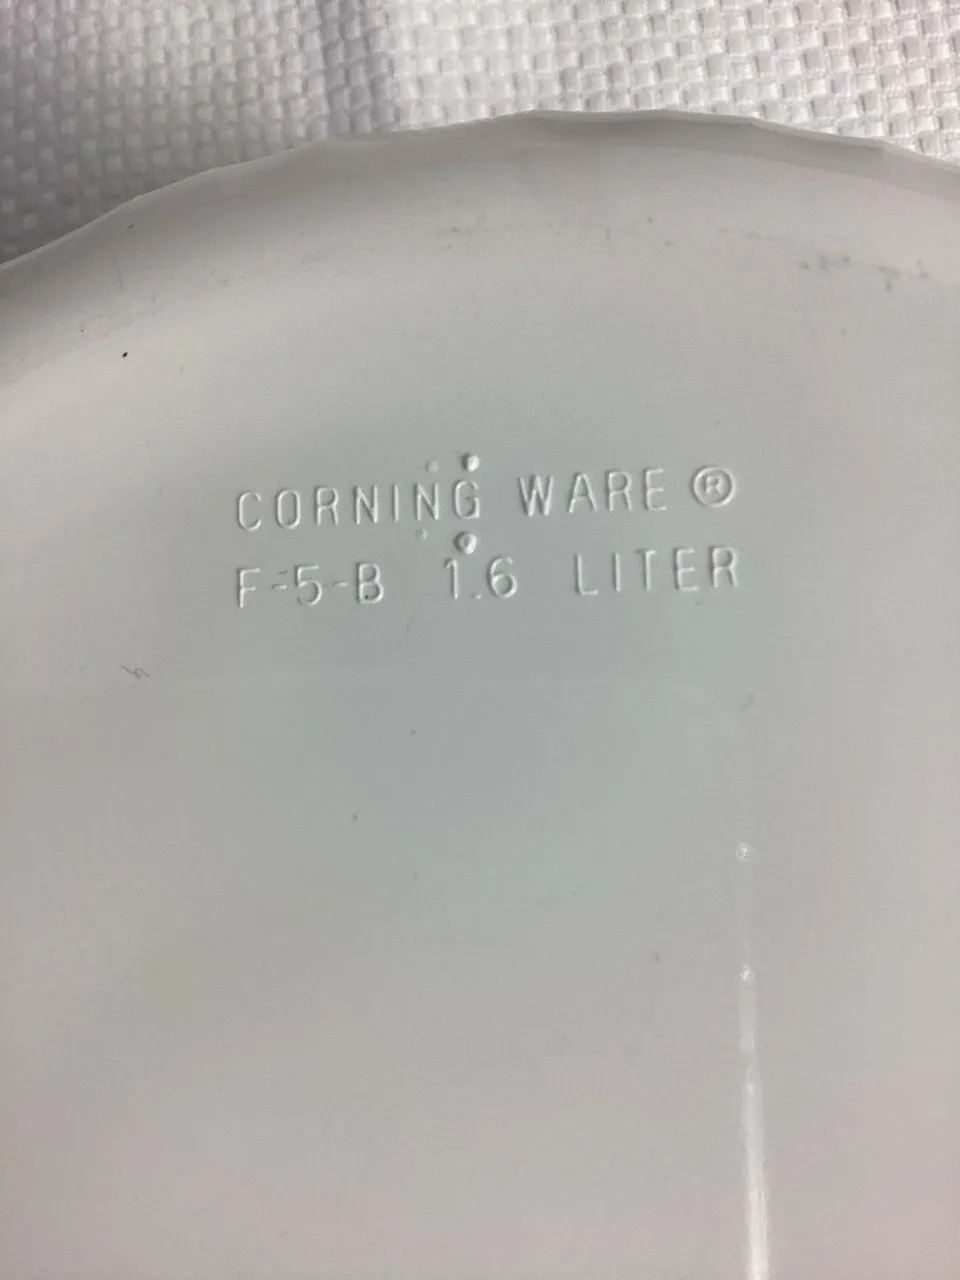 CORNING WARE ®
F-5-B 1.6 LITER